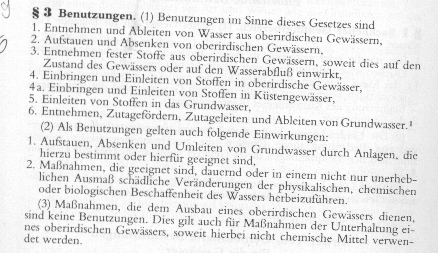 § 3 Benutzungen. (1) Benutzungen im Sinne dieses Gesetzes sind
1. Entnehmen und Ableiten von Wasser aus oberirdischen Gewässern,
2. Aufstauen und Absenken von oberirdischen Gewässern,
3. Entnehmen fester Stoffe aus oberirdischen Gewässern, soweit dies auf den
Zustand des Gewässers oder auf den Wasserabfluß einwirkt,
4. Einbringen und Einleiten von Stoffen in oberirdische Gewässer,
4a. Einbringen und Einleiten von Stoffen in Küstengewässer,
5. Einleiten von Stoffen in das Grundwasser,
6. Entnehmen, Zutagefördern, Zutageleiten und Ableiten von Grundwasser.¹
(2) Als Benutzungen gelten auch folgende Einwirkungen:
1. Aufstauen, Absenken und Umleiten von Grundwasser durch Anlagen, die
hierzu bestimmt oder hierfür geeignet sind,
2. Maßnahmen, die geeignet sind, dauernd oder in einem nicht nur unerheb-
lichen Ausmaß schädliche Veränderungen der physikalischen, chemischen
oder biologischen Beschaffenheit des Wassers herbeizuführen.
(3) Maßnahmen, die dem Ausbau eines oberirdischen Gewässers dienen,
sind keine Benutzungen. Dies gilt auch für Maßnahmen der Unterhaltung ei-
nes oberirdischen Gewässers, soweit hierbei nicht chemische Mittel verwen-
det werden.